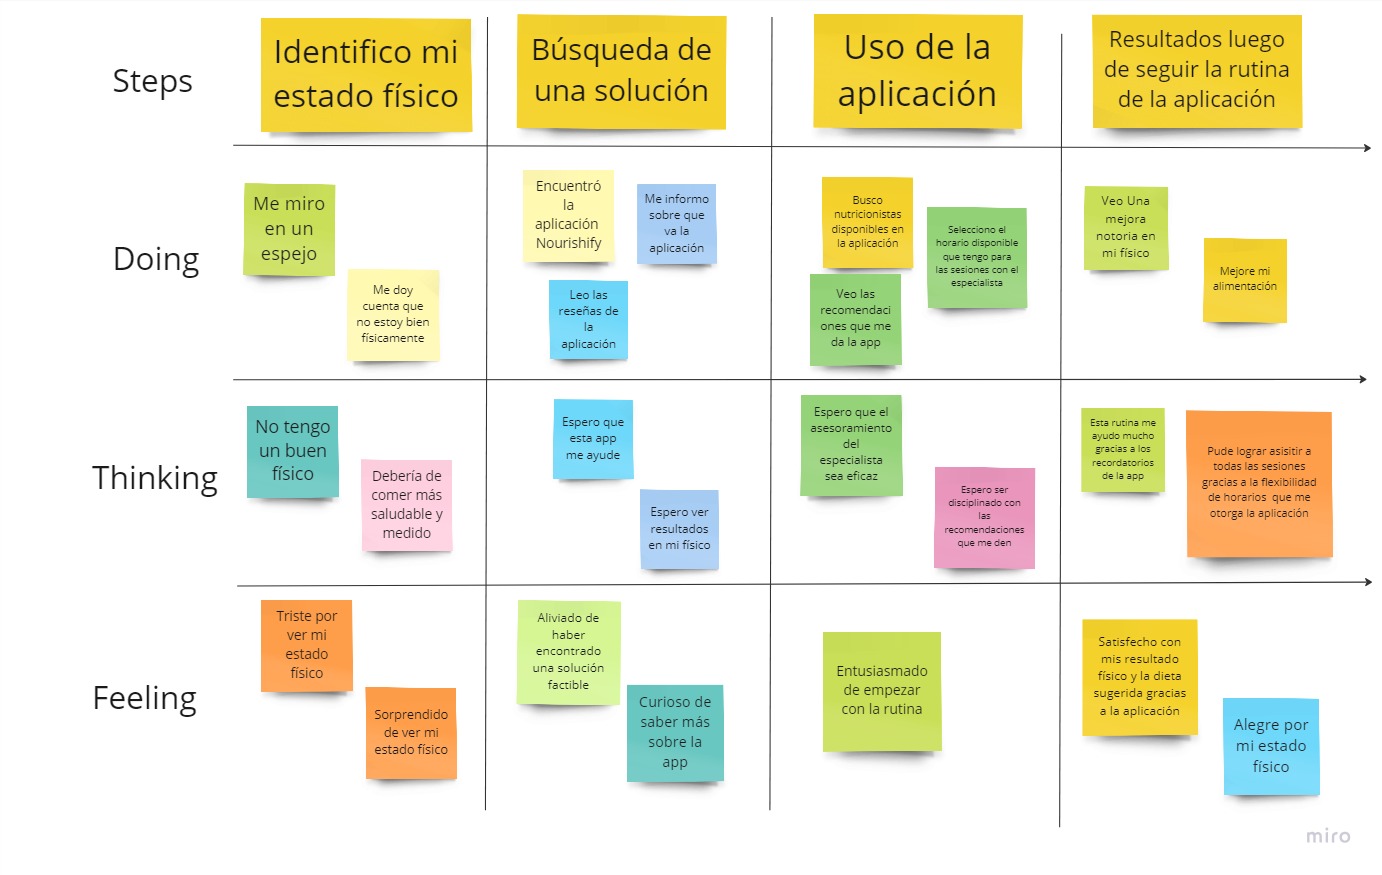 Steps
Identifico mi
estado físico
Búsqueda de
una solución
Uso de la
aplicación
Resultados luego
de seguir la rutina
de la aplicación
Doing
Me miro
en un
espejo
Me doy
cuenta que
no estoy bien
físicamente
Encuentró
la
aplicación
Nourishify
Me informo
sobre que
va la
aplicación
Leo las
reseñas de
la
aplicación
Busco
nutricionistas
disponibles en
la aplicación
Selecciono el
horario disponible
que tengo para
las sesiones con el
especialista
Veo las
recomendaci
ones que me
da la app
Veo Una
mejora
notoria en
mi físico
Mejore mi
alimentación
Thinking
No tengo
un buen
físico
Debería de
comer más
saludable y
medido
Espero que
esta app
me ayude
Espero ver
resultados
en mi físico
Espero que el
asesoramiento
del
especialista
sea eficaz
Espero ser
disciplinado con
las
recomendaciones
que me den
Esta rutina me
ayudo mucho
gracias a los
recordatorios
de la app
Pude lograr asisitir a
todas las sesiones
gracias a la flexibilidad
de horarios que me
otorga la aplicación
Feeling
Triste por
ver mi
estado
físico
Sorprendido
de ver mi
estado físico
Aliviado de
haber
encontrado
una solución
factible
Curioso de
saber más
sobre la
app
Entusiasmado
de empezar
con la rutina
Satisfecho con
mis resultado
físico y la dieta
sugerida gracias
a la aplicación
Alegre por
mi estado
físico
miro